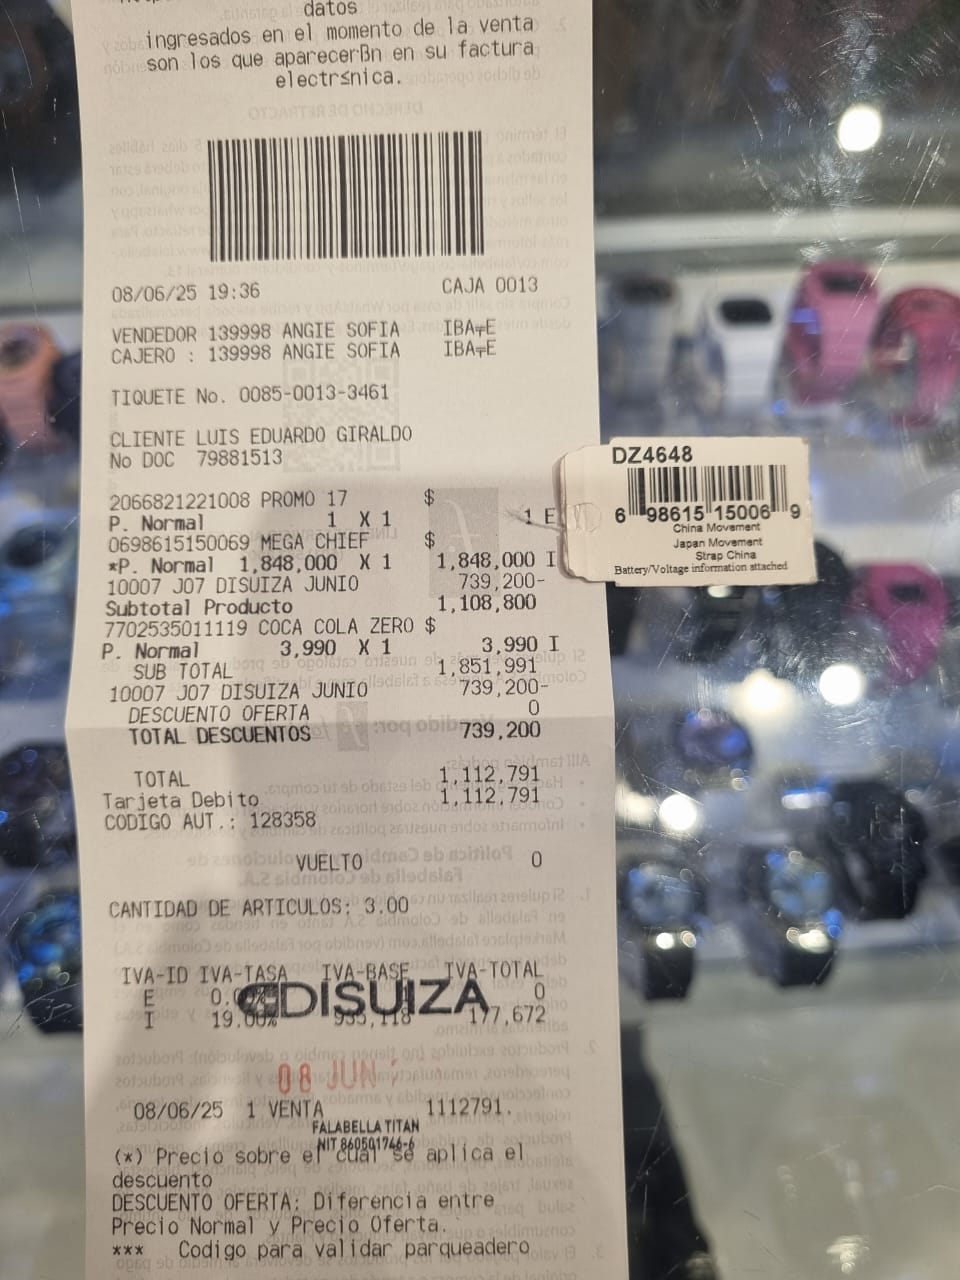 datos
ingresados en el momento de la venta
son los que aparecerßn en su factura
electr≤nica.
08/06/25 19:36 CAJA 0013
VENDEDOR 139998 ANGIE SOFIA IBA╤E
CAJERO : 139998 ANGIE SOFIA IBA╤E
TIQUETE No. 0085-0013-3461
CLIENTE LUIS EDUARDO GIRALDO
No DOC 79881513
2066821221008 PROMO 17 $
P. Normal 1 X 1 1 E
0698615150069 MEGA CHIEF $
*P. Normal 1,848,000 X 1 1,848,000 I
10007 J07 DISUIZA JUNIO 739,200-
Subtotal Producto 1,108,800
7702535011119 COCA COLA ZERO $
P. Normal 3,990 X 1 3,990 I
SUB TOTAL 1,851,991
10007 J07 DISUIZA JUNIO 739,200-
DESCUENTO OFERTA 0
TOTAL DESCUENTOS 739,200
TOTAL 1,112,791
Tarjeta Debito 1,112,791
CODIGO AUT.: 128358
VUELTO 0
CANTIDAD DE ARTICULOS: 3.00
IVA-ID IVA-TASA IVA-BASE IVA-TOTAL
E 0.00% 0
DISUIZA
I 19.00% 935,118 177,672
08 JUN
08/06/25 1 VENTA 1112791.
FALABELLA TITAN
NIT 860501746-6
(*) Precio sobre el cual se aplica el
descuento
DESCUENTO OFERTA: Diferencia entre
Precio Normal y Precio Oferta.
*** Codigo para validar parqueadero
DZ4648
6 98615 15006 9
China Movement
Japan Movement
Strap China
Battery/Voltage information attached